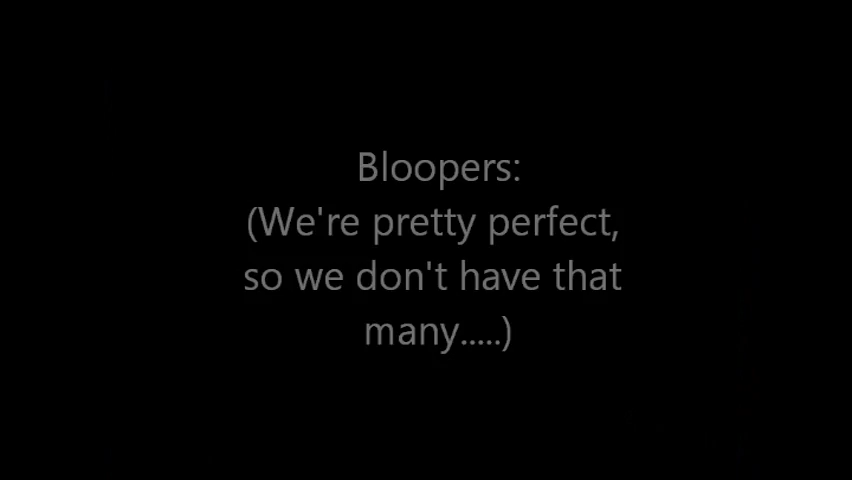 Bloopers:
(We're pretty perfect,
so we don't have that
many.....)